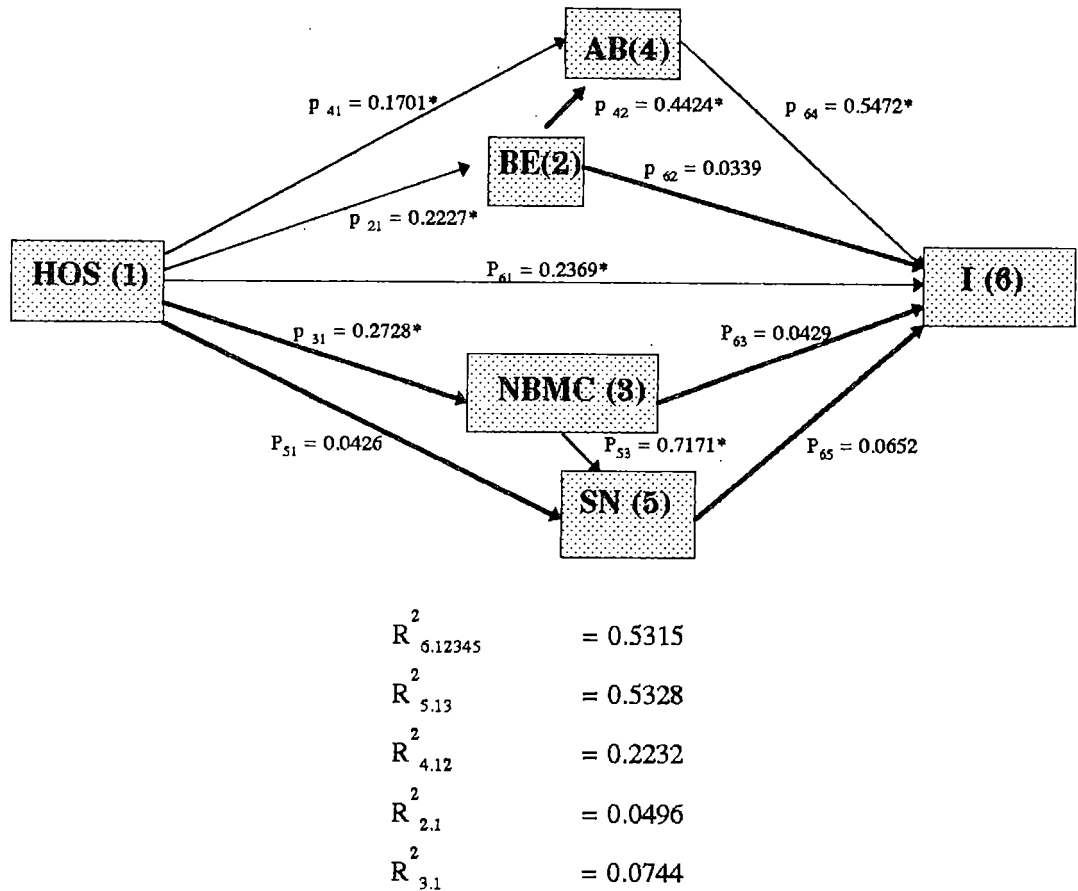 AB(4)
p 41 = 0.1701*
p 42 = 0.4424*
p 64 = 0.5472*
BE(2)
p 62 = 0.0339
p 21 = 0.2227*
HOS (1)
P61 = 0.2369*
I (6)
p 31 = 0.2728*
P63 = 0.0429
NBMC (3)
P51 = 0.0426
P53 = 0.7171*
P65 = 0.0652
SN (5)
R² 6.12345 = 0.5315
R² 5.13 = 0.5328
R² 4.12 = 0.2232
R² 2.1 = 0.0496
R² 3.1 = 0.0744